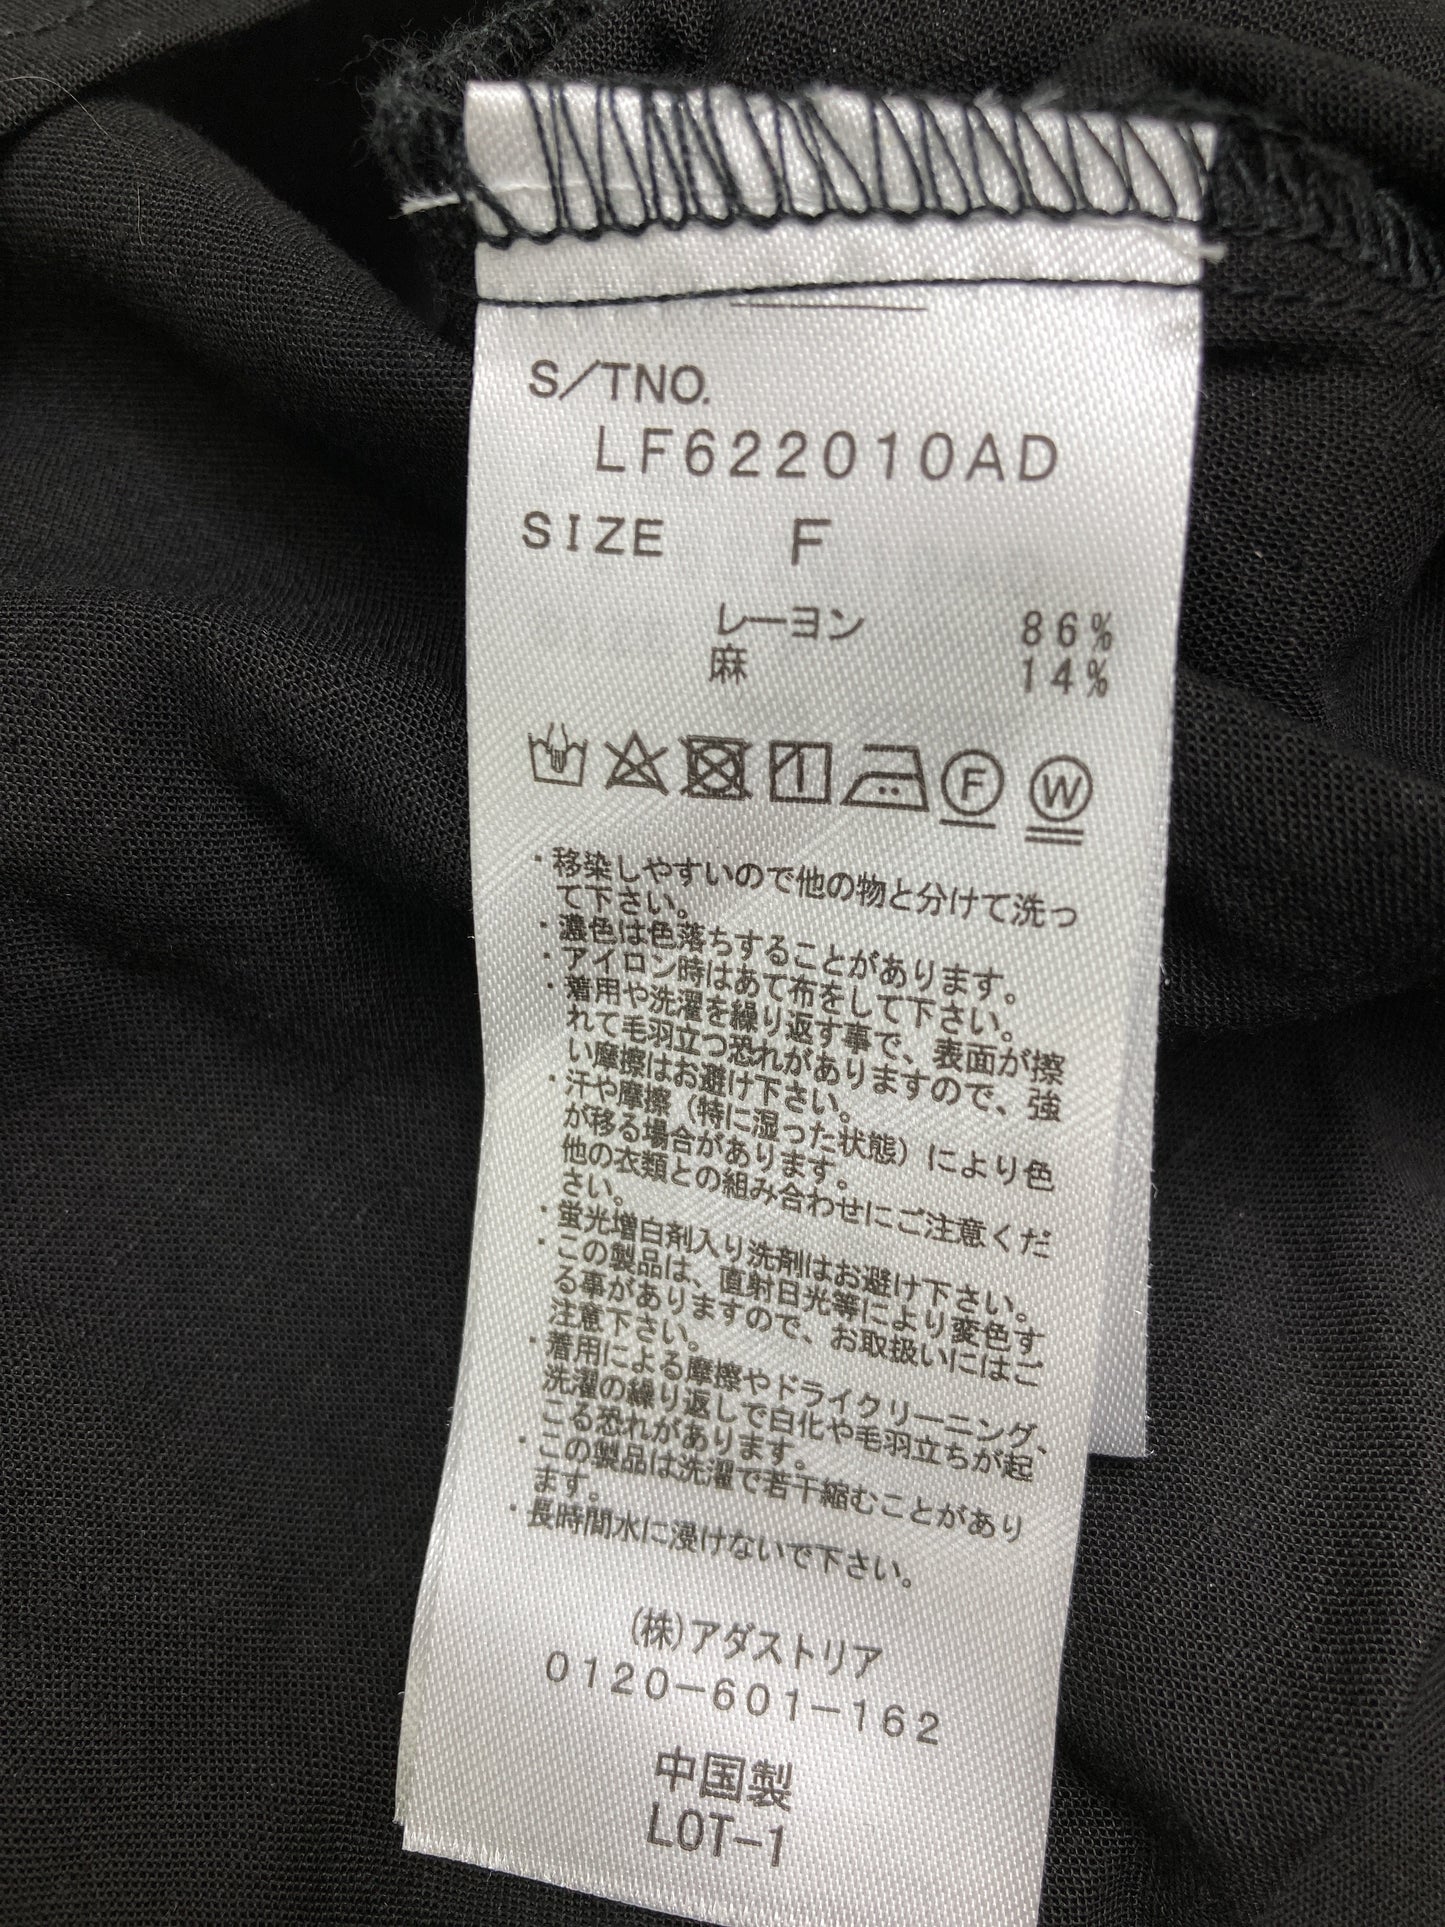 S/TNO.
LF622010AD
SIZE F
レーヨン 86%
麻 14%
F W
・移染しやすいので他の物と分けて洗っ
て下さい。
・濃色は色落ちすることがあります。
・アイロン時はあて布をして下さい。
・着用や洗濯を繰り返す事で、表面が擦
れて毛羽立つ恐れがありますので、強
い摩擦はお避け下さい。
・汗や摩擦（特に湿った状態）により色
が移る場合があります。
他の衣類との組み合わせにご注意くだ
さい。
・蛍光増白剤入り洗剤はお避け下さい。
・この製品は、直射日光等により変色す
る事がありますので、お取扱いにはご
注意下さい。
・着用による摩擦やドライクリーニング、
洗濯の繰り返しで白化や毛羽立ちが起
こる恐れがあります。
・この製品は洗濯で若干縮むことがあり
ます。
・長時間水に浸けないで下さい。
(株)アダストリア
0120-601-162
中国製
LOT-1